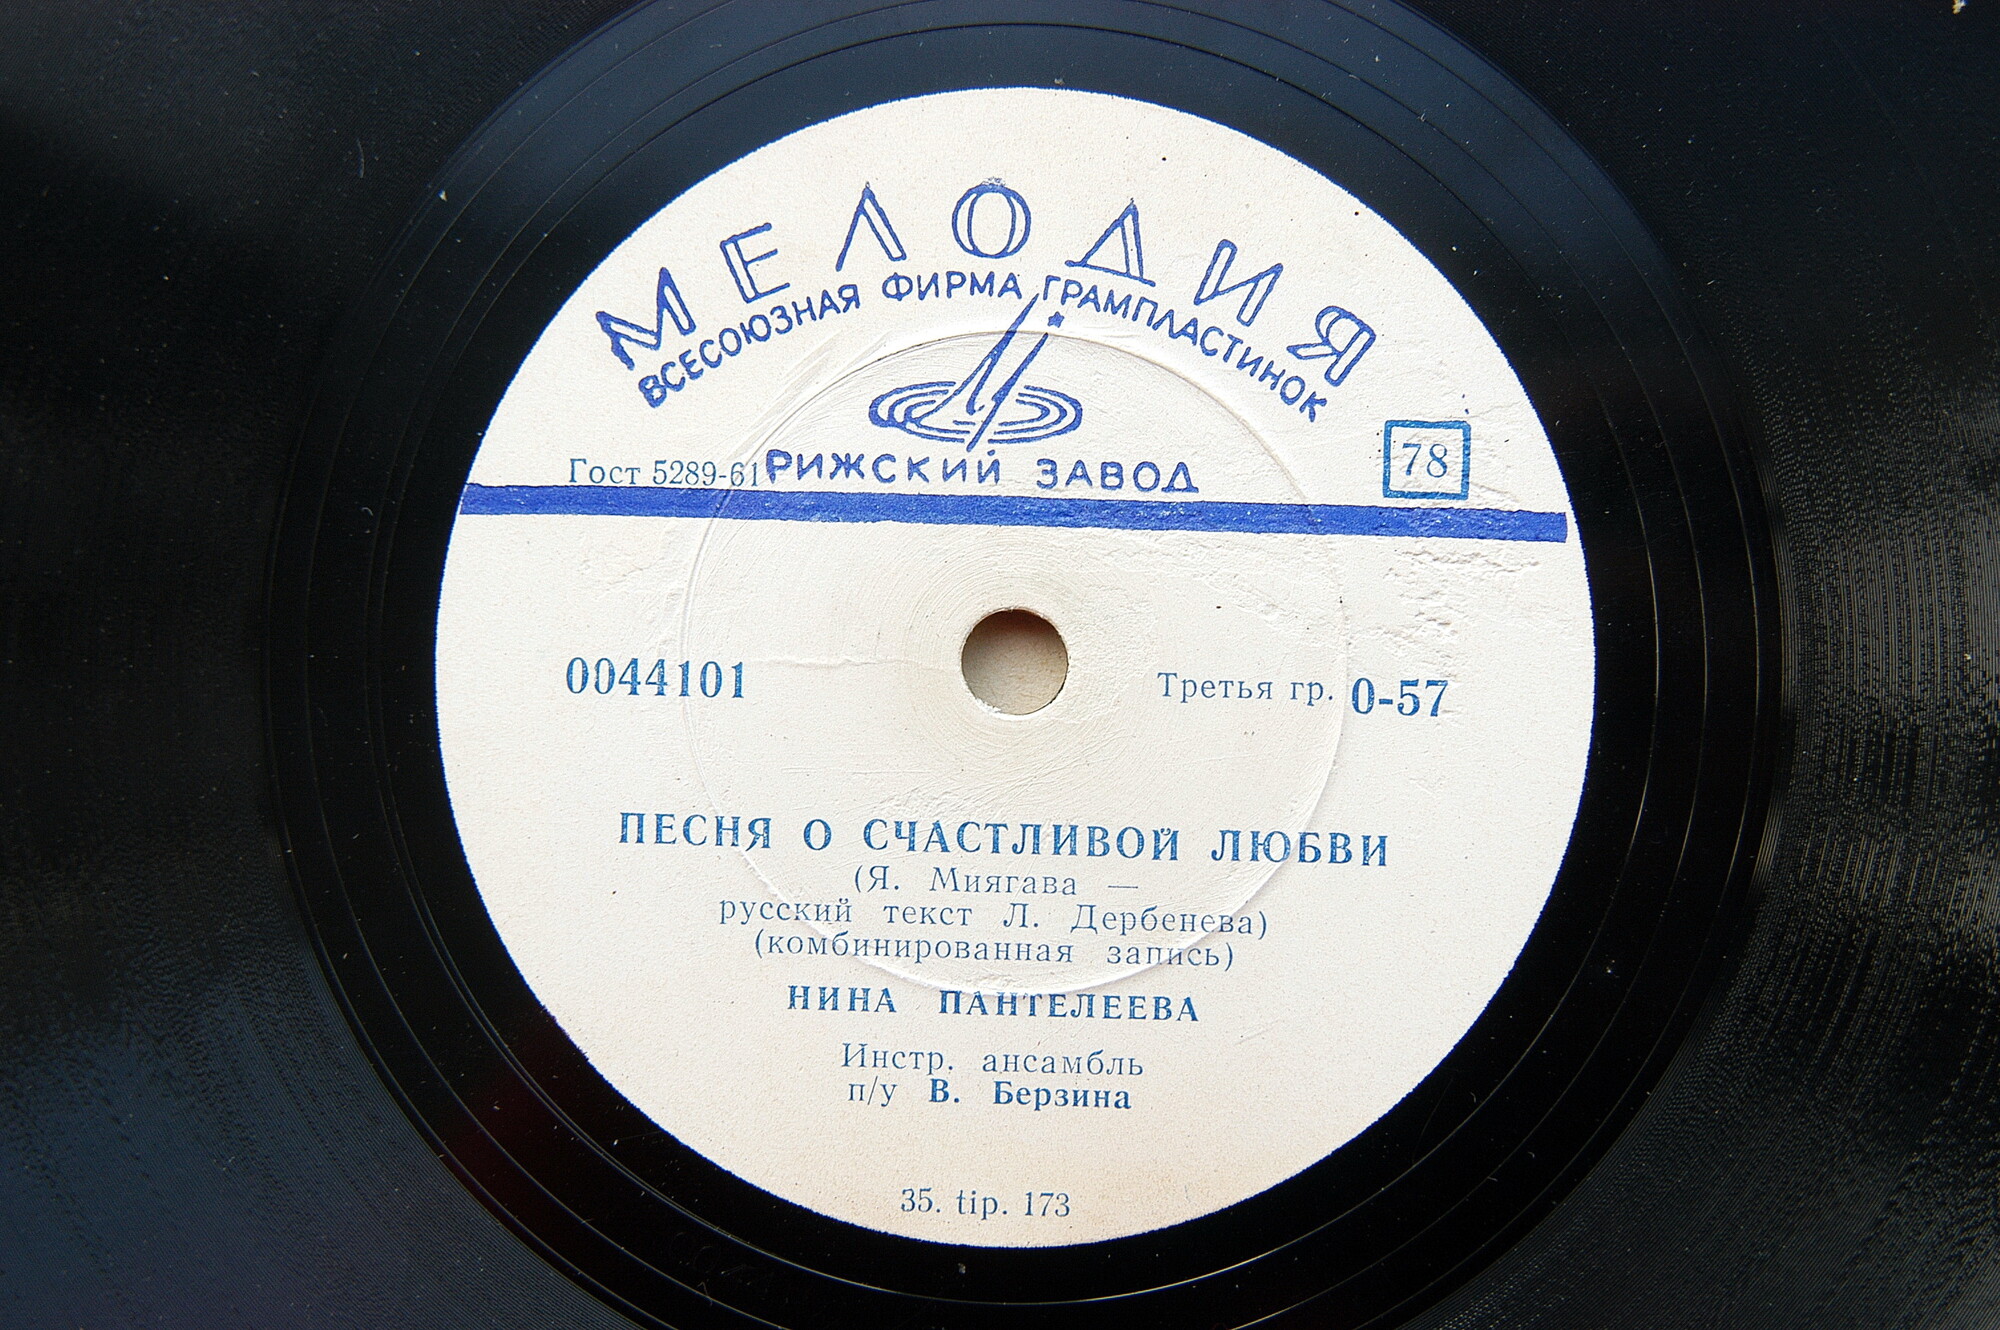 МЕЛОДИЯ
ВСЕСОЮЗНАЯ ФИРМА ГРАМПЛАСТИНОК
Гост 5289-61 РИЖСКИЙ ЗАВОД 78
0044101 Третья гр. 0-57
ПЕСНЯ О СЧАСТЛИВОЙ ЛЮБВИ
(Я. Миягава —
русский текст Л. Дербенева)
(комбинированная запись)
НИНА ПАНТЕЛЕЕВА
Инстр. ансамбль
п/у В. Берзина
35. tip. 173